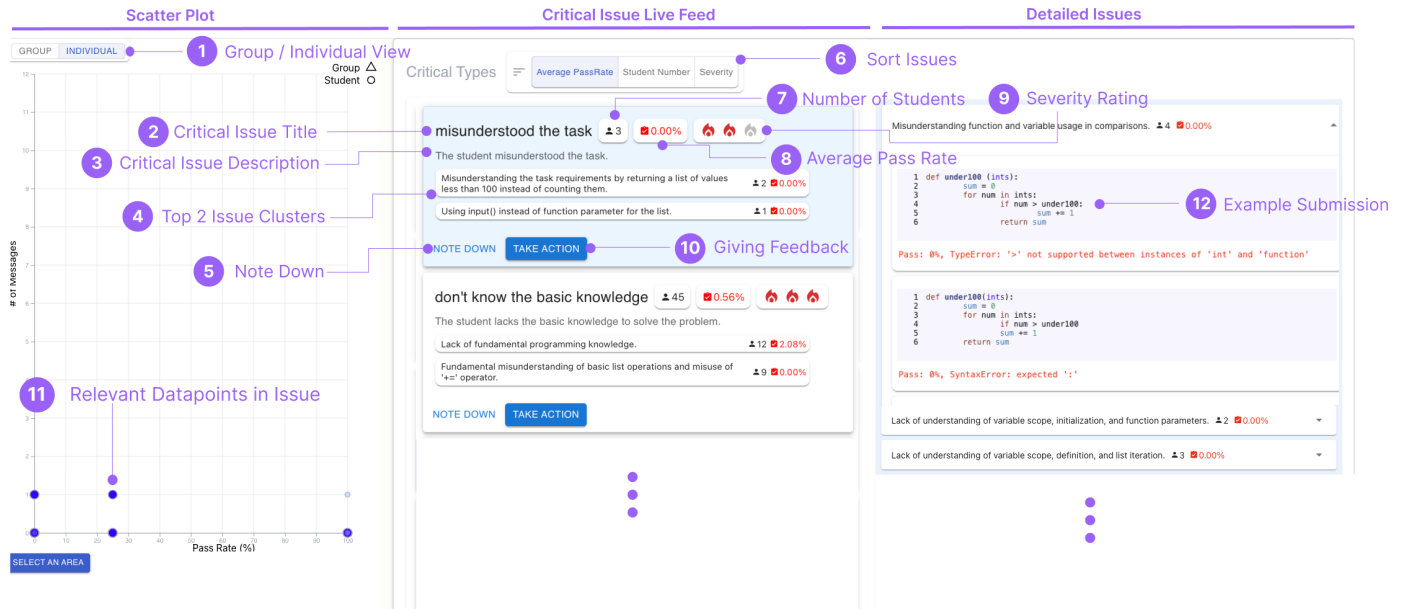 Scatter Plot
Critical Issue Live Feed
Detailed Issues
GROUP INDIVIDUAL
1 Group / Individual View
Group
Student
12
11
10
9
8
7
6
5
3
2
1
0
# of Messages
0 10 20 30 40 50 60 70 80 90 100
Pass Rate (%)
SELECT AN AREA
2 Critical Issue Title
3 Critical Issue Description
4 Top 2 Issue Clusters
5 Note Down
11 Relevant Datapoints in Issue
Critical Types
Average PassRate Student Number Severity
6 Sort Issues
7 Number of Students
8 Average Pass Rate
9 Severity Rating
misunderstood the task 3 0.00%
The student misunderstood the task.
Misunderstanding the task requirements by returning a list of values
less than 100 instead of counting them.
2 0.00%
Using input() instead of function parameter for the list. 1 0.00%
NOTE DOWN TAKE ACTION
10 Giving Feedback
don't know the basic knowledge 45 0.56%
The student lacks the basic knowledge to solve the problem.
Lack of fundamental programming knowledge. 12 2.08%
Fundamental misunderstanding of basic list operations and misuse of
'+=' operator.
9 0.00%
NOTE DOWN TAKE ACTION
Misunderstanding function and variable usage in comparisons. 4 0.00%
1 def under100 (ints):
2 sum = 0
3 for num in ints:
4 if num > under100:
5 sum += 1
6 return sum
12 Example Submission
Pass: 0%, TypeError: '>' not supported between instances of 'int' and 'function'
1 def under100(ints):
2 sum = 0
3 for num in ints:
4 if num > under100
5 sum += 1
6 return sum
Pass: 0%, SyntaxError: expected ':'
Lack of understanding of variable scope, initialization, and function parameters. 2 0.00%
Lack of understanding of variable scope, definition, and list iteration. 3 0.00%